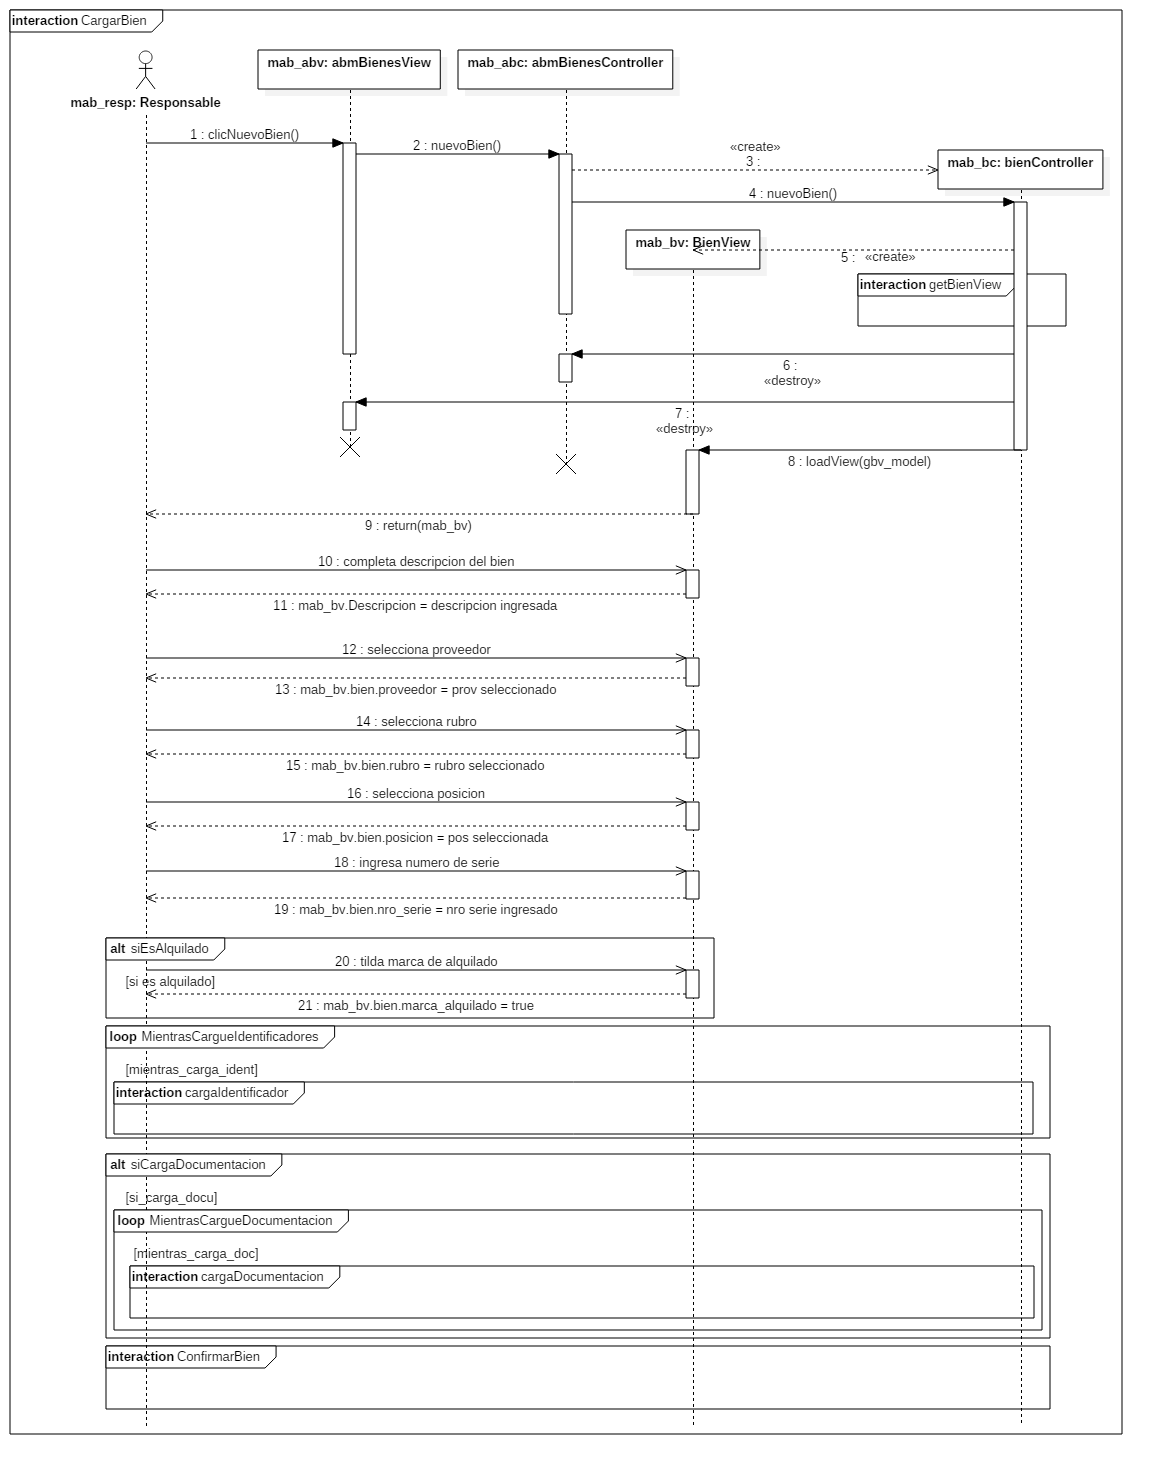 interaction CargarBien
mab_abv: abmBienesView
mab_abc: abmBienesController
mab_resp: Responsable
1 : clicNuevoBien()
2 : nuevoBien()
«create»
3 :
mab_bc: bienController
4 : nuevoBien()
mab_bv: BienView
5 : «create»
interaction getBienView
6 :
«destroy»
7 :
«destroy»
8 : loadView(gbv_model)
9 : return(mab_bv)
10 : completa descripcion del bien
11 : mab_bv.Descripcion = descripcion ingresada
12 : selecciona proveedor
13 : mab_bv.bien.proveedor = prov seleccionado
14 : selecciona rubro
15 : mab_bv.bien.rubro = rubro seleccionado
16 : selecciona posicion
17 : mab_bv.bien.posicion = pos seleccionada
18 : ingresa numero de serie
19 : mab_bv.bien.nro_serie = nro serie ingresado
alt siEsAlquilado
20 : tilda marca de alquilado
[si es alquilado]
21 : mab_bv.bien.marca_alquilado = true
loop MientrasCargueIdentificadores
[mientras_carga_ident]
interaction cargaIdentificador
alt siCargaDocumentacion
[si_carga_docu]
loop MientrasCargueDocumentacion
[mientras_carga_doc]
interaction cargaDocumentacion
interaction ConfirmarBien